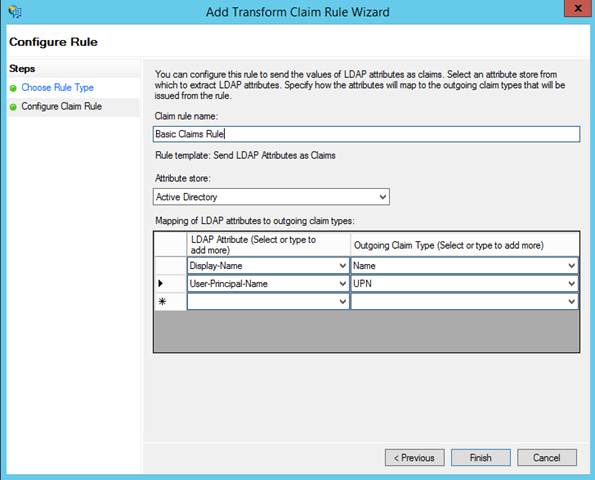 Add Transform Claim Rule Wizard
x
Configure Rule
Steps
Choose Rule Type
Configure Claim Rule
You can configure this rule to send the values of LDAP attributes as claims. Select an attribute store from
which to extract LDAP attributes. Specify how the attributes will map to the outgoing claim types that will be
issued from the rule.
Claim rule name:
Basic Claims Rule
Rule template: Send LDAP Attributes as Claims
Attribute store:
Active Directory
Mapping of LDAP attributes to outgoing claim types:
LDAP Attribute (Select or type to
add more)
Outgoing Claim Type (Select or type to add more)
Display-Name Name
User-Principal-Name UPN
< Previous Finish Cancel